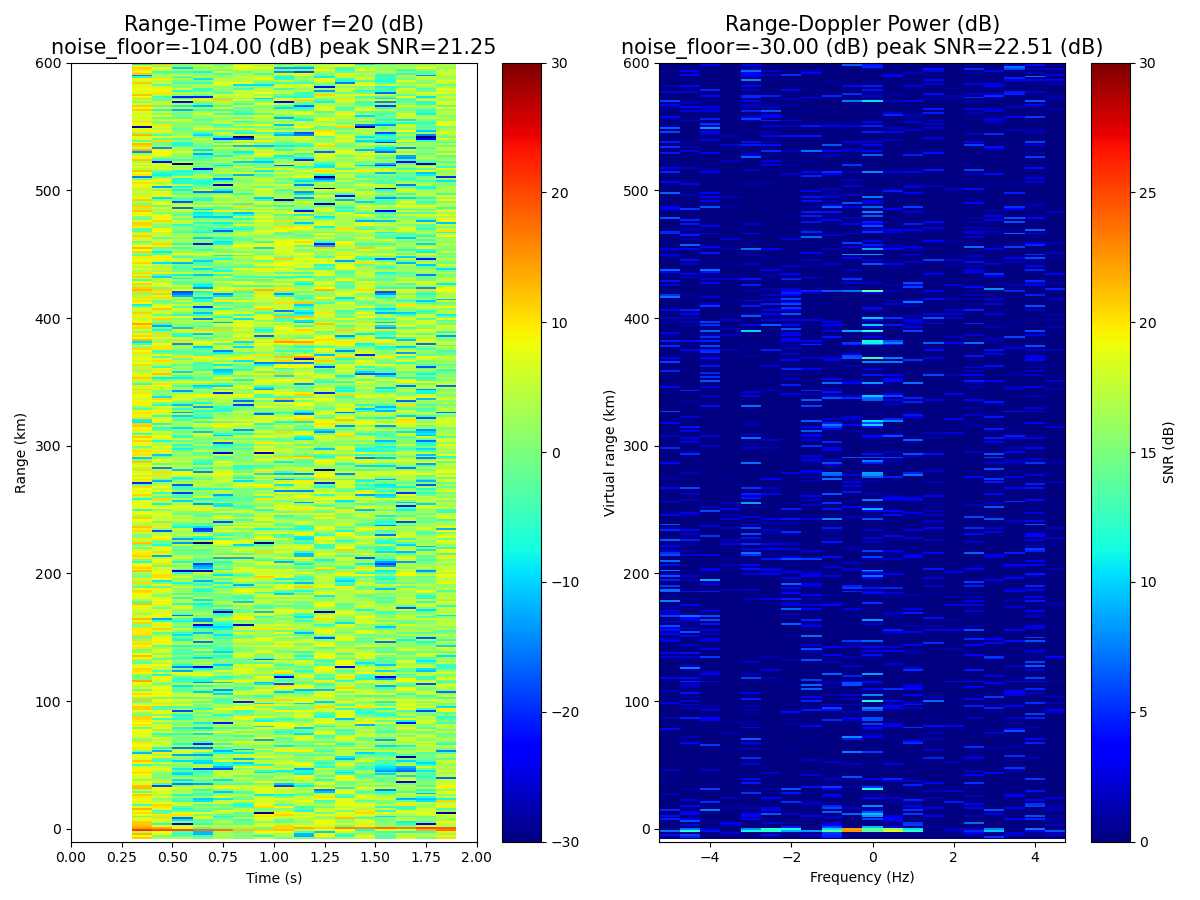 Range-Time Power f=20 (dB)
noise_floor=-104.00 (dB) peak SNR=21.25
Range (km)
600
500
400
300
200
100
0
0.00 0.25 0.50 0.75 1.00 1.25 1.50 1.75 2.00
Time (s)
30
20
10
0
−10
−20
−30
Range-Doppler Power (dB)
noise_floor=-30.00 (dB) peak SNR=22.51 (dB)
Virtual range (km)
600
500
400
300
200
100
0
−4 −2 0 2 4
Frequency (Hz)
30
25
20
15
10
5
0
SNR (dB)